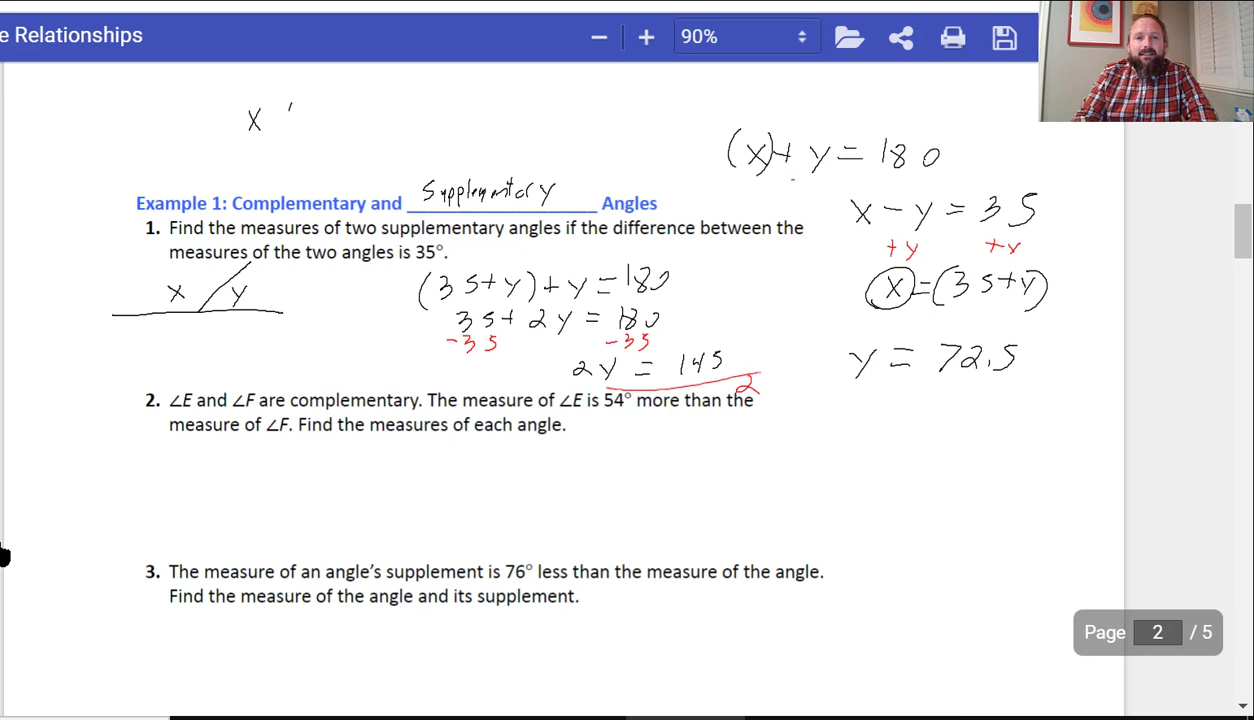 e Relationships
90%
x '
(x)+ y = 180
Example 1: Complementary and Supplementary Angles
x - y = 35
1. Find the measures of two supplementary angles if the difference between the
measures of the two angles is 35°.
+y +y
x y
(35+y)+y=180
x=(35+y)
35+ 2y = 180
-35 -35
2y = 145
2
y = 72.5
2. ∠E and ∠F are complementary. The measure of ∠E is 54° more than the
measure of ∠F. Find the measures of each angle.
3. The measure of an angle's supplement is 76° less than the measure of the angle.
Find the measure of the angle and its supplement.
Page 2 / 5